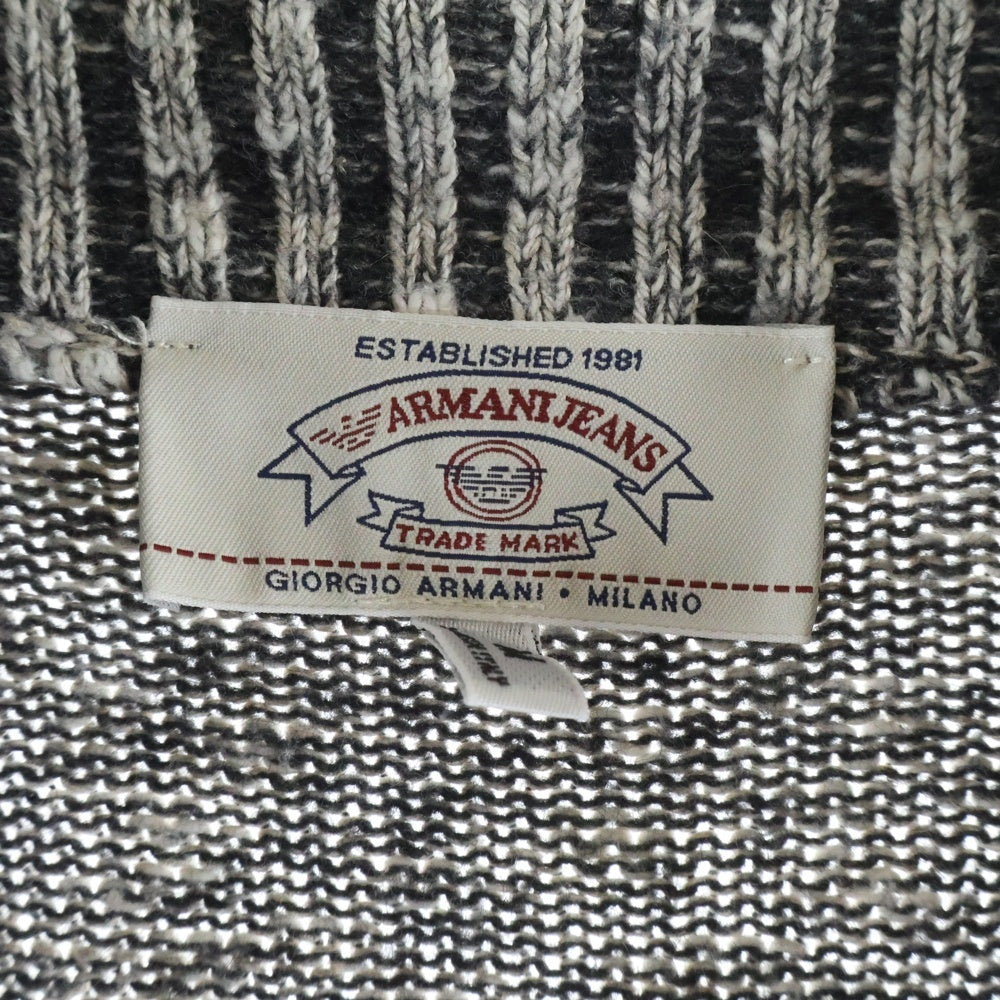 ESTABLISHED 1981
ARMANI JEANS
TRADE MARK
GIORGIO ARMANI • MILANO